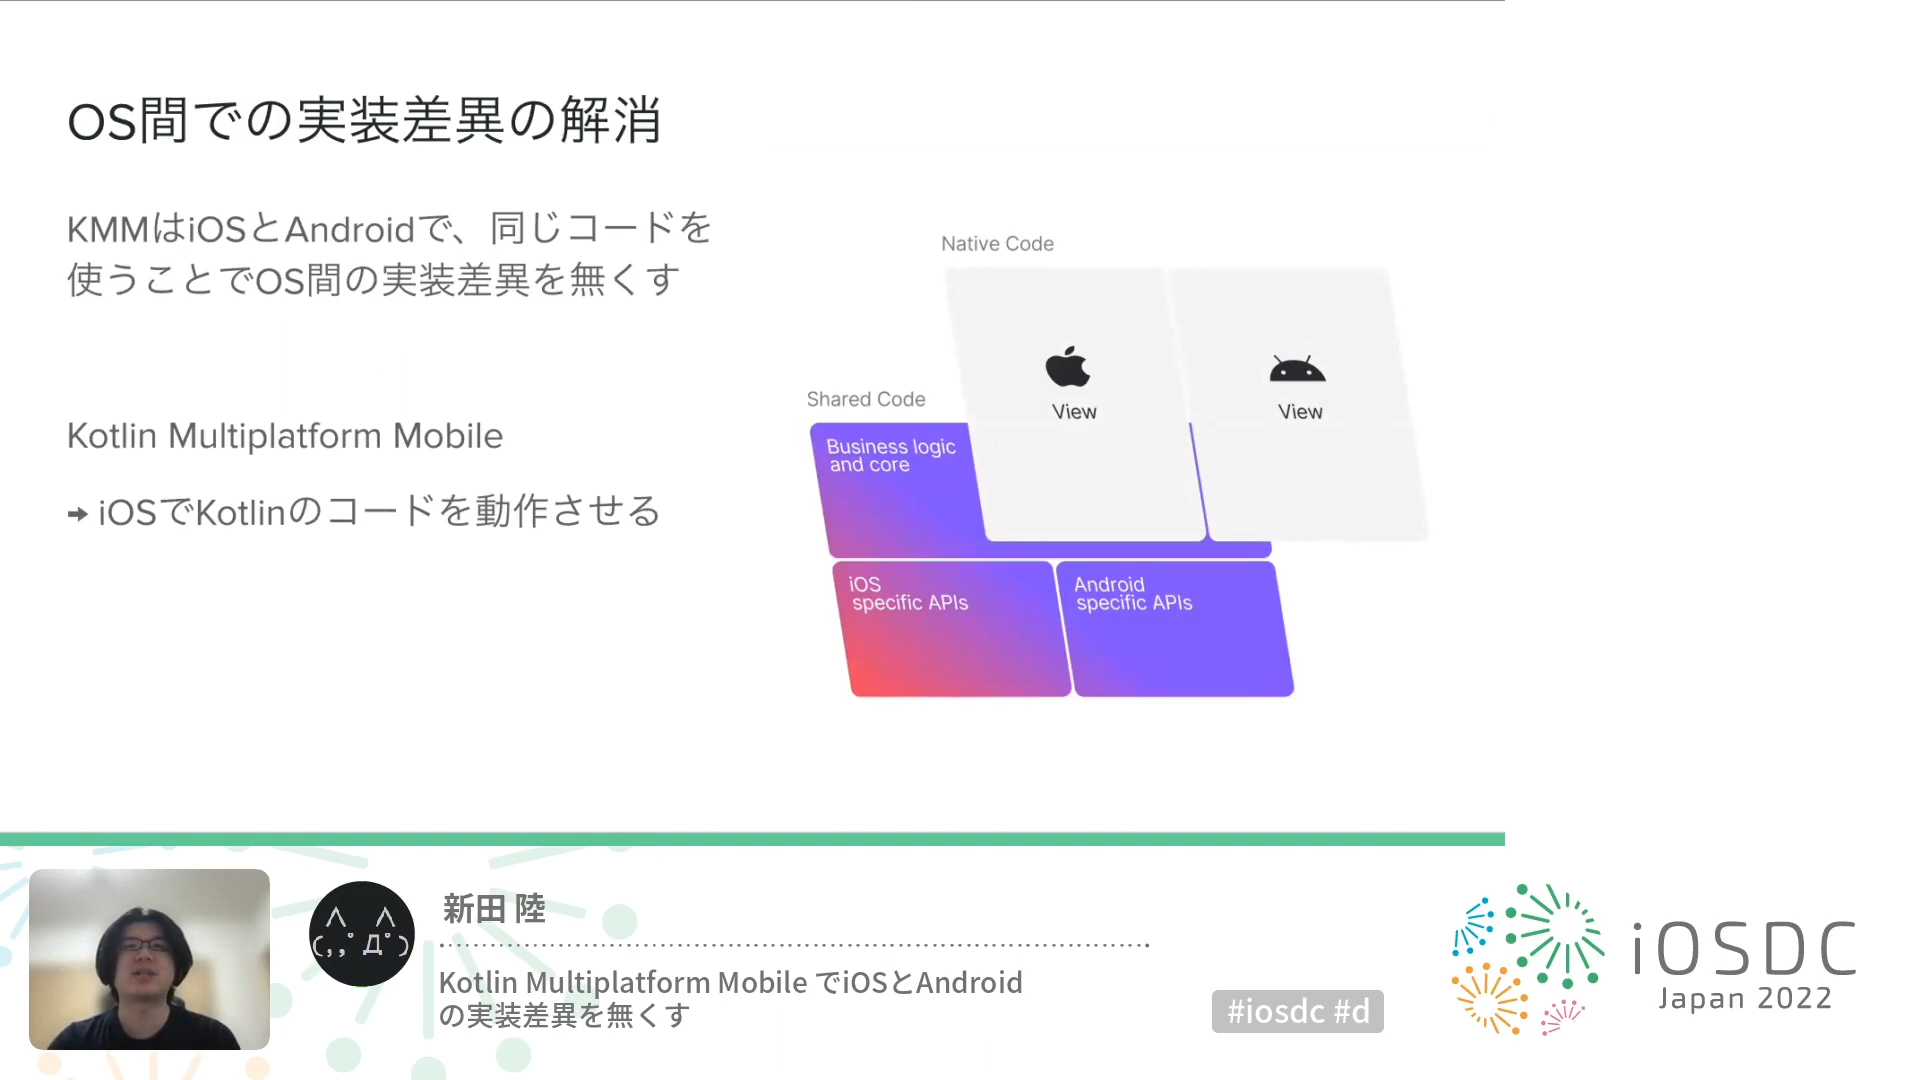 OS間での実装差異の解消
KMMはiOSとAndroidで、同じコードを
使うことでOS間の実装差異を無くす
Kotlin Multiplatform Mobile
➡ iOSでKotlinのコードを動作させる
Native Code
View
View
Shared Code
Business logic
and core
iOS
specific APIs
Android
specific APIs
新田 陸
Kotlin Multiplatform Mobile でiOSとAndroid
の実装差異を無くす
#iosdc #d
iOSDC
Japan 2022